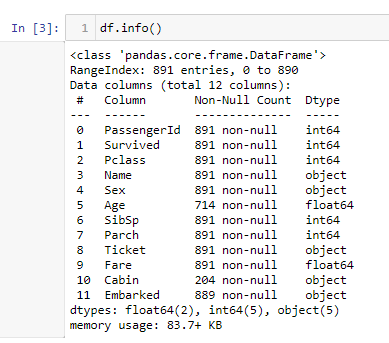 In [3]: 1 df.info()
<class 'pandas.core.frame.DataFrame'>
RangeIndex: 891 entries, 0 to 890
Data columns (total 12 columns):
 #   Column       Non-Null Count  Dtype
---  ------       --------------  -----
 0   PassengerId  891 non-null    int64
 1   Survived     891 non-null    int64
 2   Pclass       891 non-null    int64
 3   Name         891 non-null    object
 4   Sex          891 non-null    object
 5   Age          714 non-null    float64
 6   SibSp        891 non-null    int64
 7   Parch        891 non-null    int64
 8   Ticket       891 non-null    object
 9   Fare         891 non-null    float64
 10  Cabin        204 non-null    object
 11  Embarked     889 non-null    object
dtypes: float64(2), int64(5), object(5)
memory usage: 83.7+ KB